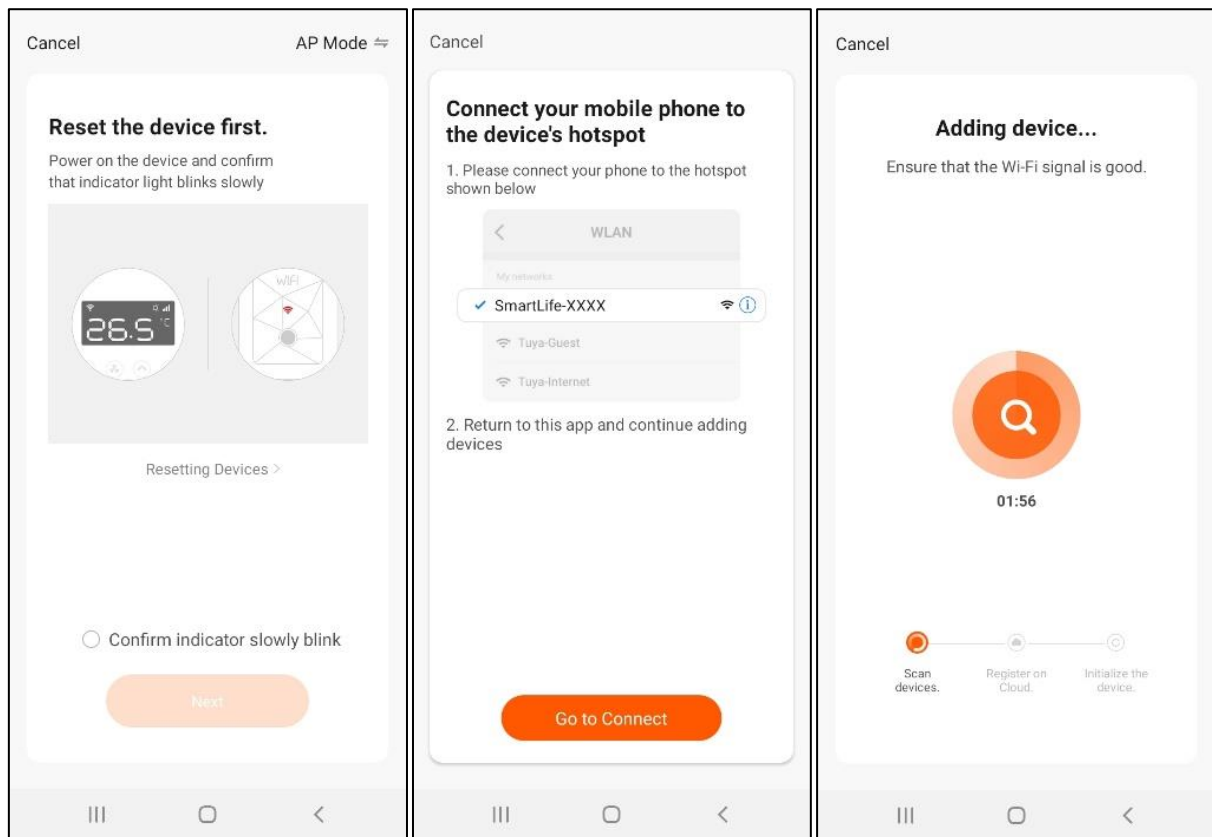 Cancel
AP Mode
Reset the device first.
Power on the device and confirm
that indicator light blinks slowly
26.5 °C
WIFI
Resetting Devices >
Confirm indicator slowly blink
Next
Cancel
Connect your mobile phone to
the device's hotspot
1. Please connect your phone to the hotspot
shown below
WLAN
My networks
SmartLife-XXXX
Tuya-Guest
Tuya-Internet
2. Return to this app and continue adding
devices
Go to Connect
Cancel
Adding device...
Ensure that the Wi-Fi signal is good.
01:56
Scan
devices.
Register on
Cloud.
Initialize the
device.